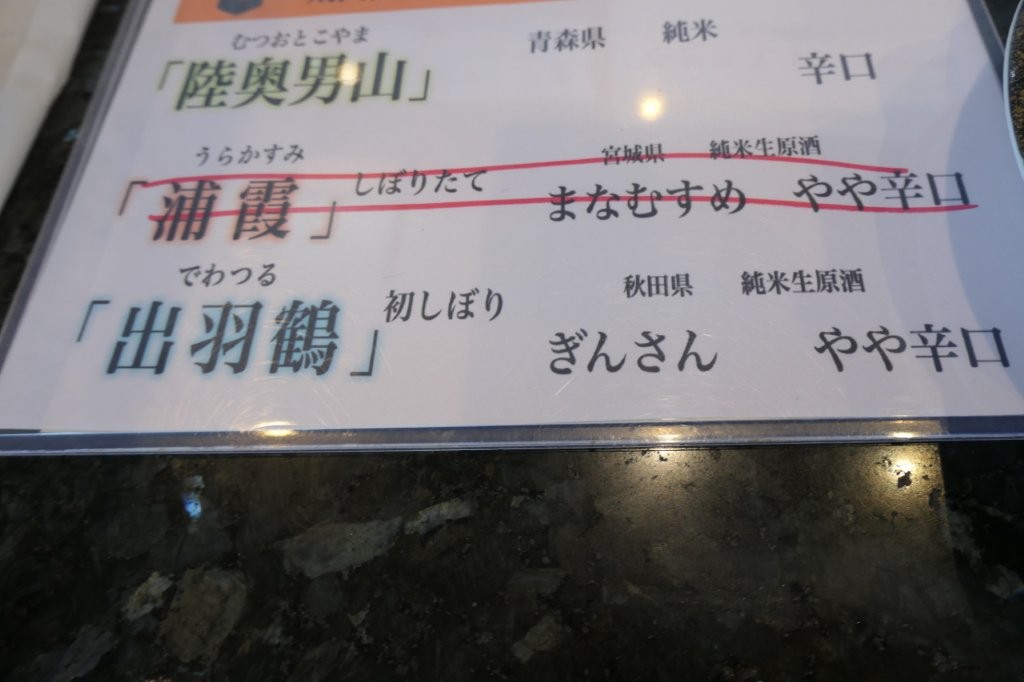 むつおとこやま
「陸奥男山」 青森県 純米 辛口
うらかすみ 宮城県 純米生原酒
「浦霞」 しぼりたて まなむすめ やや辛口
でわつる 秋田県 純米生原酒
「出羽鶴」 初しぼり ぎんさん やや辛口